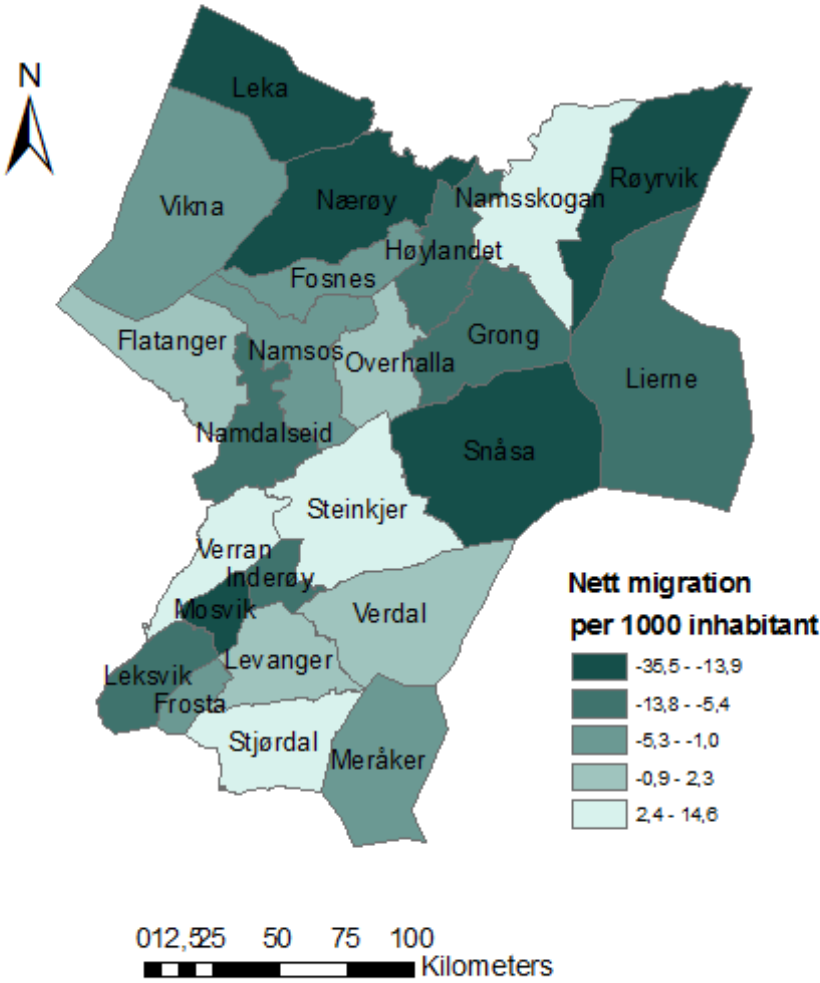 N
Leka
Vikna
Nærøy
Namsskogan
Røyrvik
Høylandet
Fosnes
Flatanger
Namsos
Overhalla
Grong
Lierne
Namdalseid
Snåsa
Steinkjer
Verran
Inderøy
Mosvik
Verdal
Levanger
Leksvik
Frosta
Stjørdal
Meråker
Nett migration
per 1000 inhabitant
-35,5 - -13,9
-13,8 - -5,4
-5,3 - -1,0
-0,9 - 2,3
2,4 - 14,6
012,525 50 75 100
Kilometers